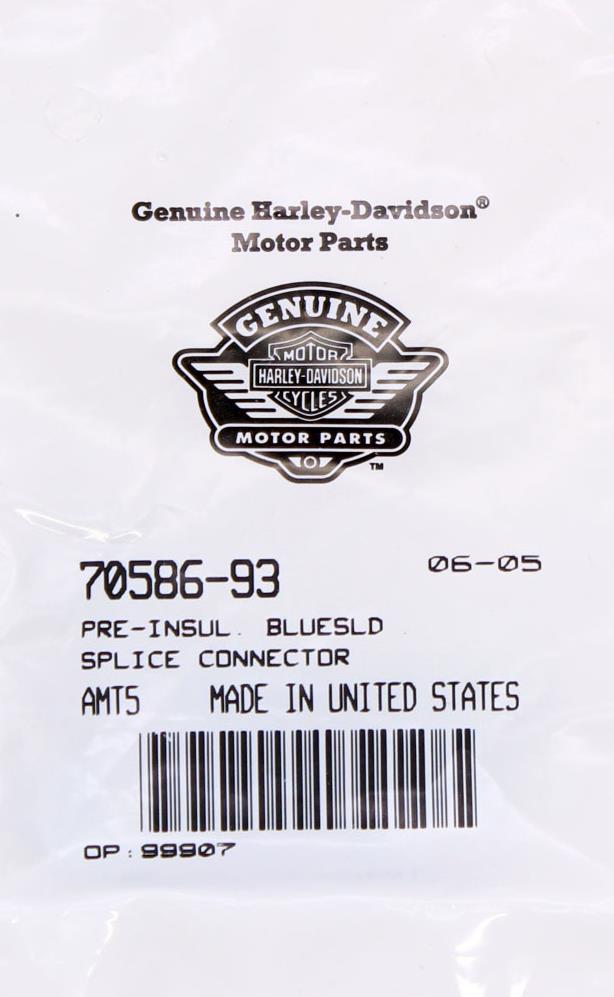 Genuine Harley-Davidson®
Motor Parts
GENUINE
MOTOR
HARLEY-DAVIDSON
CYCLES
MOTOR PARTS
TM
70586-93 06-05
PRE-INSUL. BLUESLD
SPLICE CONNECTOR
AMT5 MADE IN UNITED STATES
OP: 99907